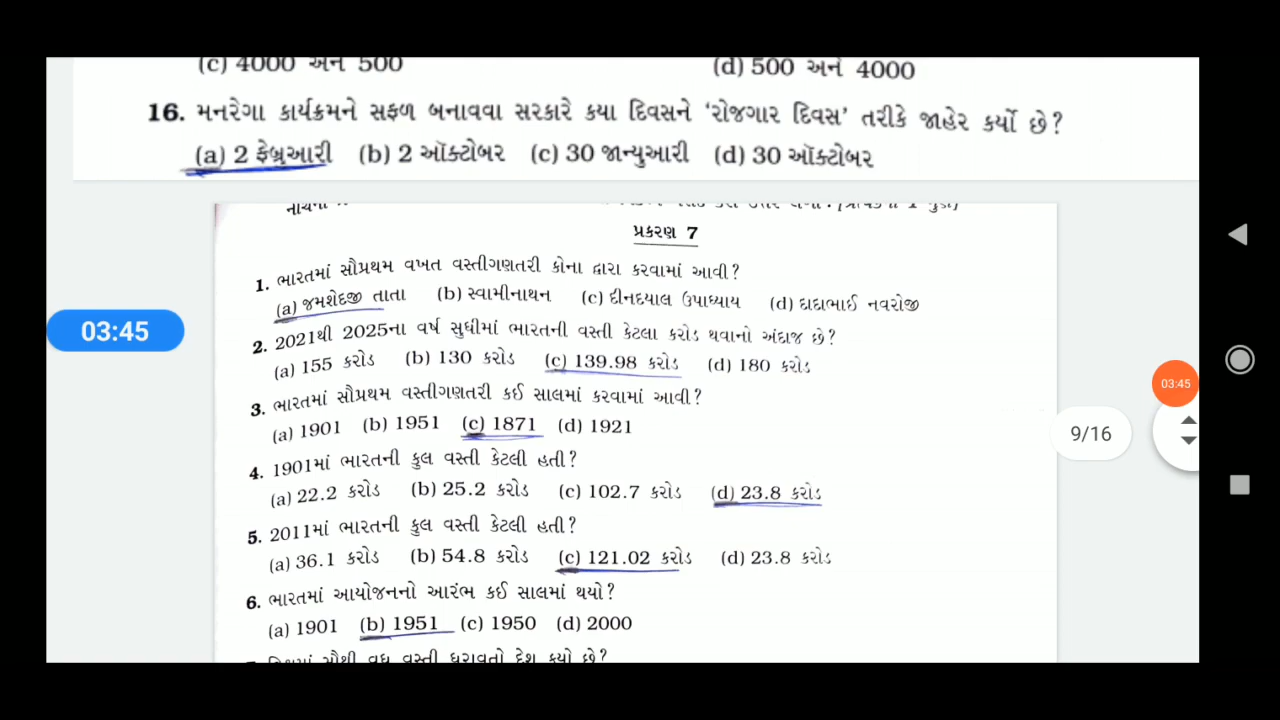 (c) 4000 અને 500 (d) 500 અને 4000
16. મનરેગા કાર્યક્રમને સફળ બનાવવા સરકારે કયા દિવસને ‘રોજગાર દિવસ’ તરીકે જાહેર કર્યો છે?
(a) 2 ફેબ્રુઆરી (b) 2 ઑક્ટોબર (c) 30 જાન્યુઆરી (d) 30 ઑક્ટોબર
પ્રકરણ 7
1. ભારતમાં સૌપ્રથમ વખત વસ્તીગણતરી કોના દ્વારા કરવામાં આવી?
(a) જમશેદજી તાતા (b) સ્વામીનાથન (c) દીનદયાલ ઉપાધ્યાય (d) દાદાભાઈ નવરોજી
03:45
2. 2021થી 2025ના વર્ષ સુધીમાં ભારતની વસ્તી કેટલા કરોડ થવાનો અંદાજ છે?
(a) 155 કરોડ (b) 130 કરોડ (c) 139.98 કરોડ (d) 180 કરોડ
03:45
3. ભારતમાં સૌપ્રથમ વસ્તીગણતરી કઈ સાલમાં કરવામાં આવી?
(a) 1901 (b) 1951 (c) 1871 (d) 1921
9/16
4. 1901માં ભારતની કુલ વસ્તી કેટલી હતી?
(a) 22.2 કરોડ (b) 25.2 કરોડ (c) 102.7 કરોડ (d) 23.8 કરોડ
5. 2011માં ભારતની કુલ વસ્તી કેટલી હતી?
(a) 36.1 કરોડ (b) 54.8 કરોડ (c) 121.02 કરોડ (d) 23.8 કરોડ
6. ભારતમાં આયોજનનો આરંભ કઈ સાલમાં થયો?
(a) 1901 (b) 1951 (c) 1950 (d) 2000
વિશ્વમાં સૌથી વધુ વસ્તી ધરાવતો દેશ કયો છે?